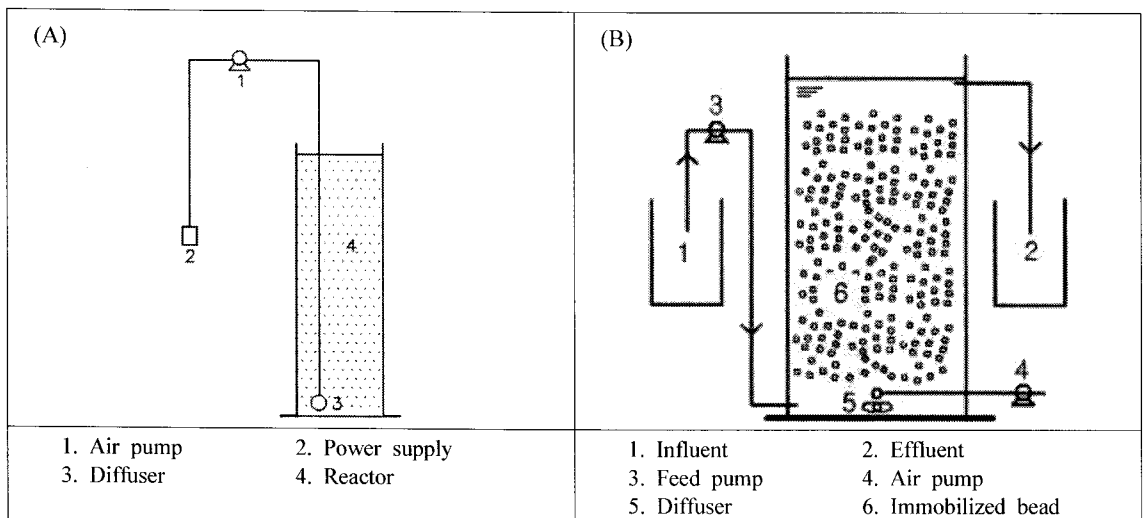 (A)
1
2
3
4
1. Air pump 2. Power supply
3. Diffuser 4. Reactor
(B)
3
1
2
6
4
5
1. Influent 2. Effluent
3. Feed pump 4. Air pump
5. Diffuser 6. Immobilized bead